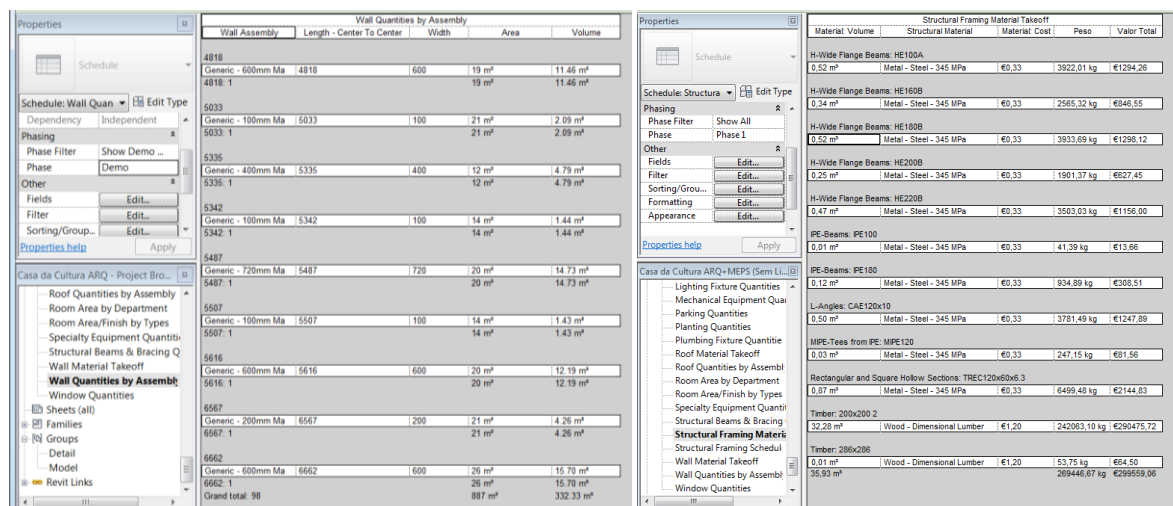 Properties
Schedule
Schedule: Wall Quan
Edit Type
Dependency Independent
Phasing
Phase Filter Show Demo ...
Phase Demo
Other
Fields Edit...
Filter Edit...
Sorting/Group... Edit...
Properties help Apply
Casa da Cultura ARQ - Project Bro...
Roof Quantities by Assembly
Room Area by Department
Room Area/Finish by Types
Specialty Equipment Quantiti
Structural Beams & Bracing Q
Wall Material Takeoff
Wall Quantities by Assembly
Window Quantities
Sheets (all)
Families
Groups
Detail
Model
Revit Links
Wall Quantities by Assembly
Wall Assembly Length - Center To Center Width Area Volume
4818
Generic - 600mm Ma 4818 600 19 m² 11.46 m³
4818: 1 19 m² 11.46 m³
5033
Generic - 100mm Ma 5033 100 21 m² 2.09 m³
5033: 1 21 m² 2.09 m³
5335
Generic - 400mm Ma 5335 400 12 m² 4.79 m³
5335: 1 12 m² 4.79 m³
5342
Generic - 100mm Ma 5342 100 14 m² 1.44 m³
5342: 1 14 m² 1.44 m³
5487
Generic - 720mm Ma 5487 720 20 m² 14.73 m³
5487: 1 20 m² 14.73 m³
5507
Generic - 100mm Ma 5507 100 14 m² 1.43 m³
5507: 1 14 m² 1.43 m³
5616
Generic - 600mm Ma 5616 600 20 m² 12.19 m³
5616: 1 20 m² 12.19 m³
6567
Generic - 200mm Ma 6567 200 21 m² 4.26 m³
6567: 1 21 m² 4.26 m³
6662
Generic - 600mm Ma 6662 600 26 m² 15.70 m³
6662: 1 26 m² 15.70 m³
Grand total: 98 887 m² 332.33 m³
Properties
Schedule
Schedule: Structura
Edit Type
Phasing
Phase Filter Show All
Phase Phase 1
Other
Fields Edit...
Filter Edit...
Sorting/Grou... Edit...
Formatting Edit...
Appearance Edit...
Properties help Apply
Casa da Cultura ARQ+MEPS (Sem Li...
Lighting Fixture Quantities
Mechanical Equipment Quan
Parking Quantities
Planting Quantities
Plumbing Fixture Quantitie
Roof Material Takeoff
Roof Quantities by Assembl
Room Area by Department
Room Area/Finish by Types
Specialty Equipment Quantit
Structural Beams & Bracing
Structural Framing Materia
Structural Framing Schedul
Wall Material Takeoff
Wall Quantities by Assembl
Window Quantities
Structural Framing Material Takeoff
Material: Volume Structural Material Material: Cost Peso Valor Total
H-Wide Flange Beams: HE100A
0,52 m³ Metal - Steel - 345 MPa €0,33 3922,01 kg €1294,26
H-Wide Flange Beams: HE160B
0,34 m³ Metal - Steel - 345 MPa €0,33 2565,32 kg €846,55
H-Wide Flange Beams: HE180B
0,52 m³ Metal - Steel - 345 MPa €0,33 3933,69 kg €1298,12
H-Wide Flange Beams: HE200B
0,25 m³ Metal - Steel - 345 MPa €0,33 1901,37 kg €627,45
H-Wide Flange Beams: HE220B
0,47 m³ Metal - Steel - 345 MPa €0,33 3503,03 kg €1156,00
IPE-Beams: IPE100
0,01 m³ Metal - Steel - 345 MPa €0,33 41,39 kg €13,66
IPE-Beams: IPE180
0,12 m³ Metal - Steel - 345 MPa €0,33 934,89 kg €308,51
L-Angles: CAE120x10
0,50 m³ Metal - Steel - 345 MPa €0,33 3781,49 kg €1247,89
MIPE-Tees from IPE: MIPE120
0,03 m³ Metal - Steel - 345 MPa €0,33 247,15 kg €81,56
Rectangular and Square Hollow Sections: TREC120x60x6.3
0,87 m³ Metal - Steel - 345 MPa €0,33 6499,48 kg €2144,83
Timber: 200x200 2
32,28 m³ Wood - Dimensional Lumber €1,20 242063,10 kg €290475,72
Timber: 286x286
0,01 m³ Wood - Dimensional Lumber €1,20 53,75 kg €64,50
35,93 m³ 269446,67 kg €299559,06